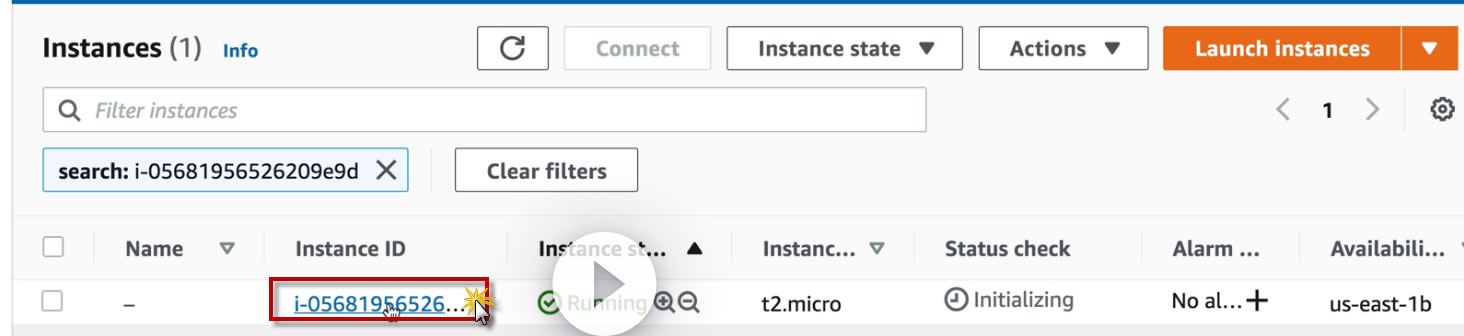 Instances (1) Info Connect Instance state Actions Launch instances
Filter instances 1
search: i-05681956526209e9d Clear filters
Name Instance ID Instance st... Instanc... Status check Alarm ... Availabili...
– i-05681956526... Running t2.micro Initializing No al... us-east-1b